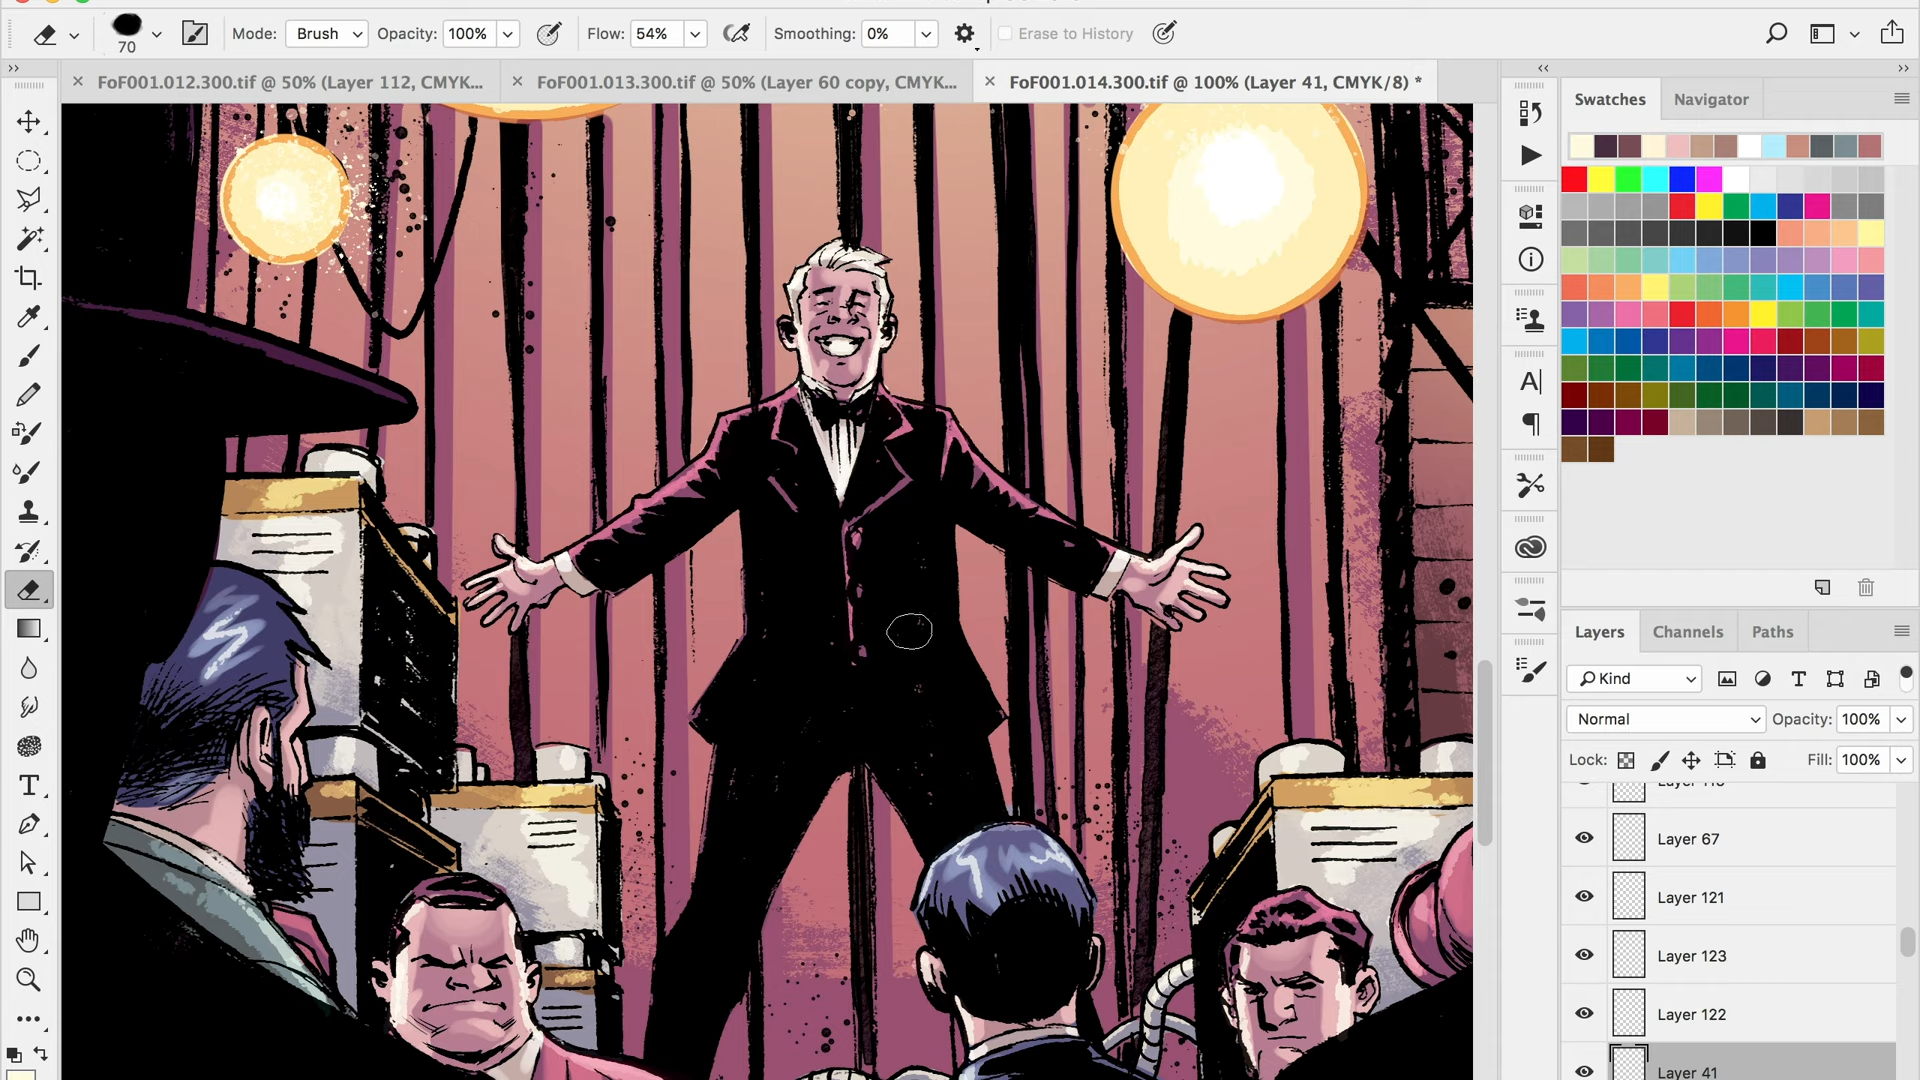 70
Mode: Brush Opacity: 100% Flow: 54% Smoothing: 0% Erase to History
FoF001.012.300.tif @ 50% (Layer 112, CMYK...
FoF001.013.300.tif @ 50% (Layer 60 copy, CMYK...
FoF001.014.300.tif @ 100% (Layer 41, CMYK/8) *
Swatches Navigator
Layers Channels Paths
Kind
Normal Opacity: 100%
Lock: Fill: 100%
Layer 67
Layer 121
Layer 123
Layer 122
Layer 41